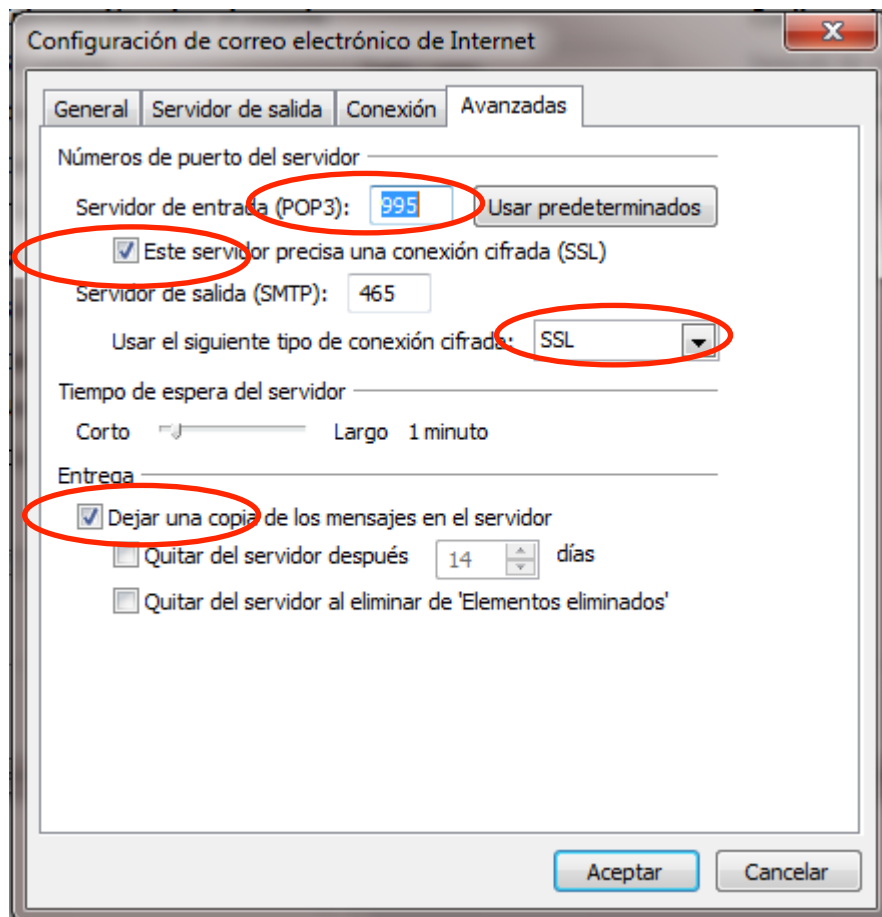 Configuración de correo electrónico de Internet
General Servidor de salida Conexión Avanzadas
Números de puerto del servidor
Servidor de entrada (POP3): 995 Usar predeterminados
Este servidor precisa una conexión cifrada (SSL)
Servidor de salida (SMTP): 465
Usar el siguiente tipo de conexión cifrada: SSL
Tiempo de espera del servidor
Corto Largo 1 minuto
Entrega
Dejar una copia de los mensajes en el servidor
Quitar del servidor después 14 días
Quitar del servidor al eliminar de 'Elementos eliminados'
Aceptar Cancelar